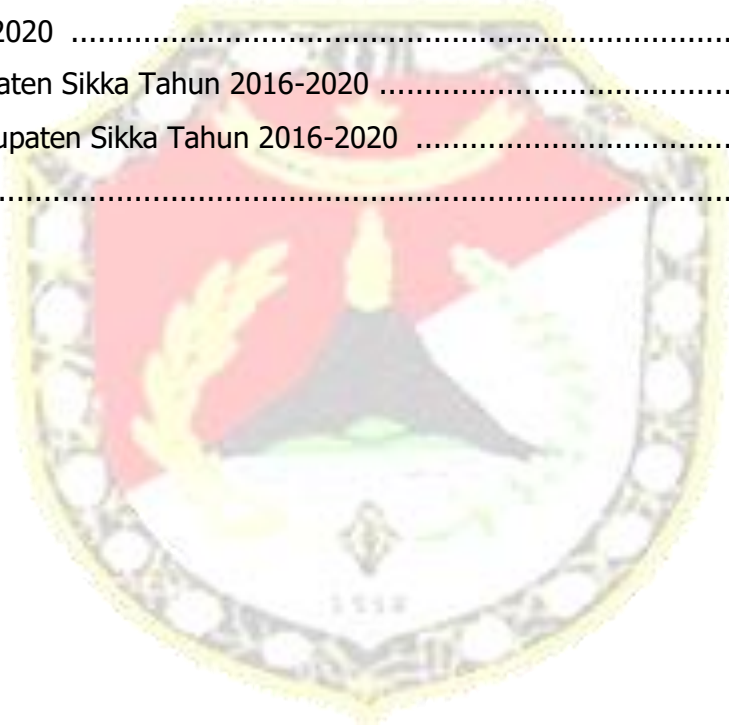 2020 ................................................................................
aten Sikka Tahun 2016-2020 ..........................................
upaten Sikka Tahun 2016-2020 ......................................
................................................................................